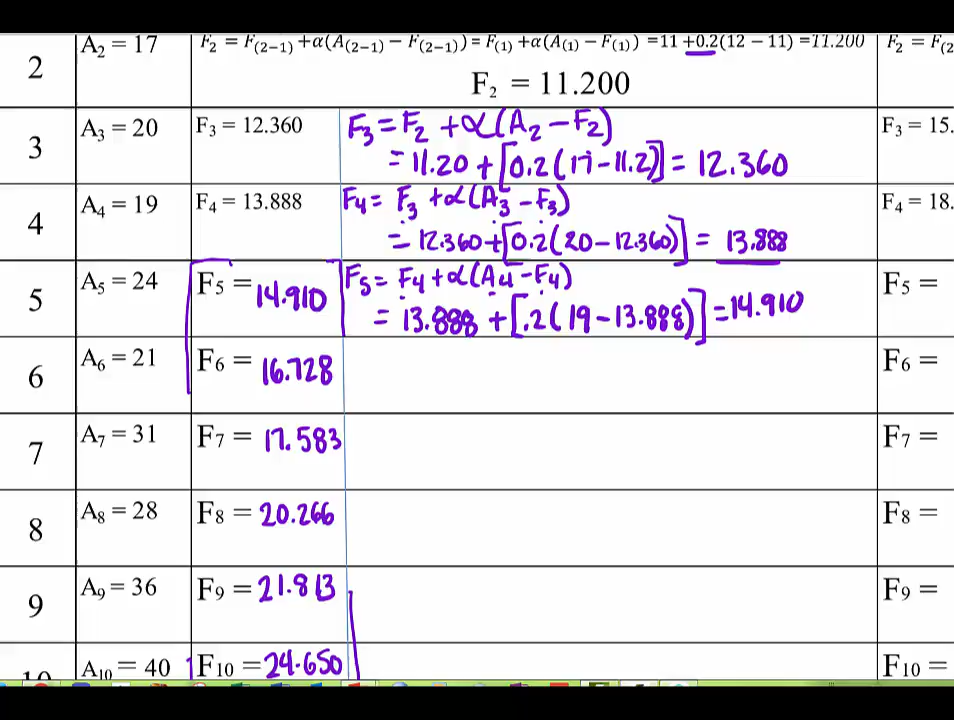 2
A₂ = 17
F₂ = F₍₂₋₁₎ +α(A₍₂₋₁₎ − F₍₂₋₁₎) = F₍₁₎ +α(A₍₁₎ − F₍₁₎) =11 +0.2(12 − 11) =11.200
F₂ = F₍₂
F₂ = 11.200
3
A₃ = 20
F₃ = 12.360
F₃ = F₂ + α(A₂ − F₂)
= 11.20 + [0.2(17 − 11.2)] = 12.360
F₃ = 15.
4
A₄ = 19
F₄ = 13.888
F₄ = F₃ + α(A₃ − F₃)
= 12.360 + [0.2(20 − 12.360)] = 13.888
F₄ = 18.
5
A₅ = 24
F₅ = 14.910
F₅ = F₄ + α(A₄ − F₄)
= 13.888 + [.2(19 − 13.888)] = 14.910
F₅ =
6
A₆ = 21
F₆ = 16.728
F₆ =
7
A₇ = 31
F₇ = 17.583
F₇ =
8
A₈ = 28
F₈ = 20.266
F₈ =
9
A₉ = 36
F₉ = 21.813
F₉ =
10
A₁₀ = 40
F₁₀ = 24.650
F₁₀ =